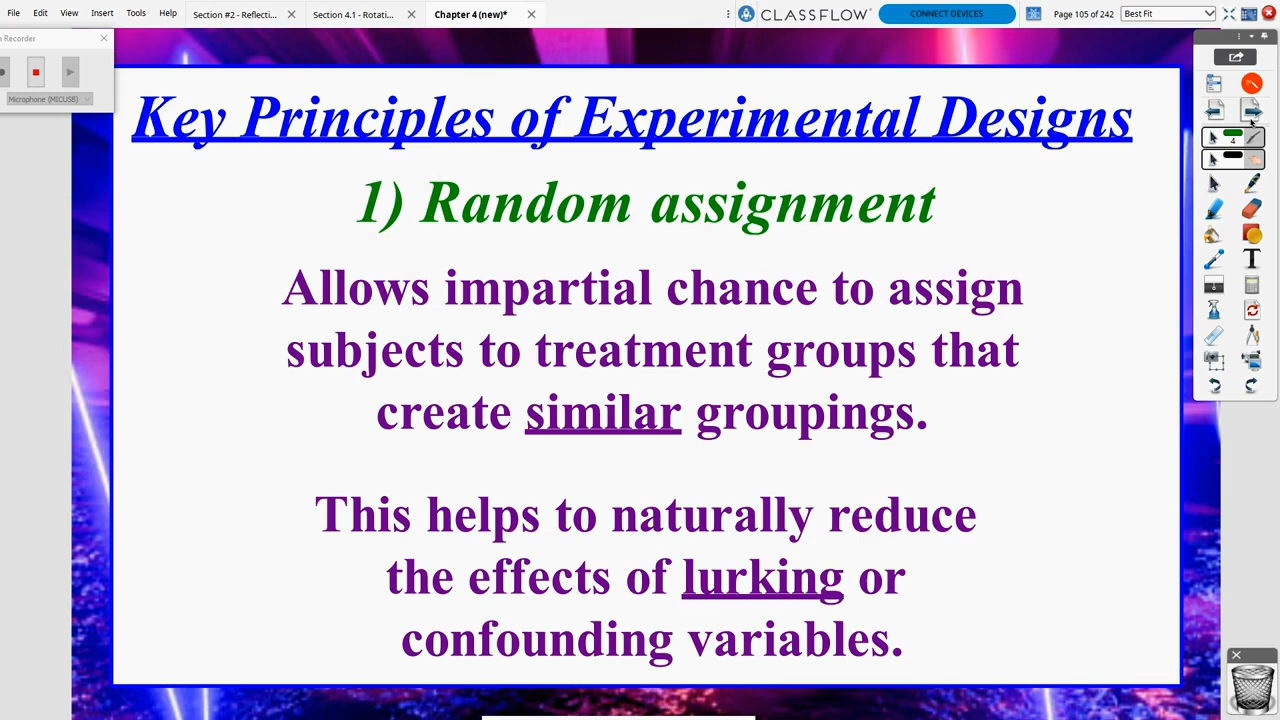 File Edit View Insert Tools Help
Section #2 - Reflecti...
Section 4.1 - Rotati...
Chapter 4 (new)*
CLASSFLOW
CONNECT DEVICES
Page 105 of 242
Best Fit
Recorder
Microphone (MICUSB)
4
T
Key Principles of Experimental Designs
1) Random assignment
Allows impartial chance to assign
subjects to treatment groups that
create similar groupings.
This helps to naturally reduce
the effects of lurking or
confounding variables.